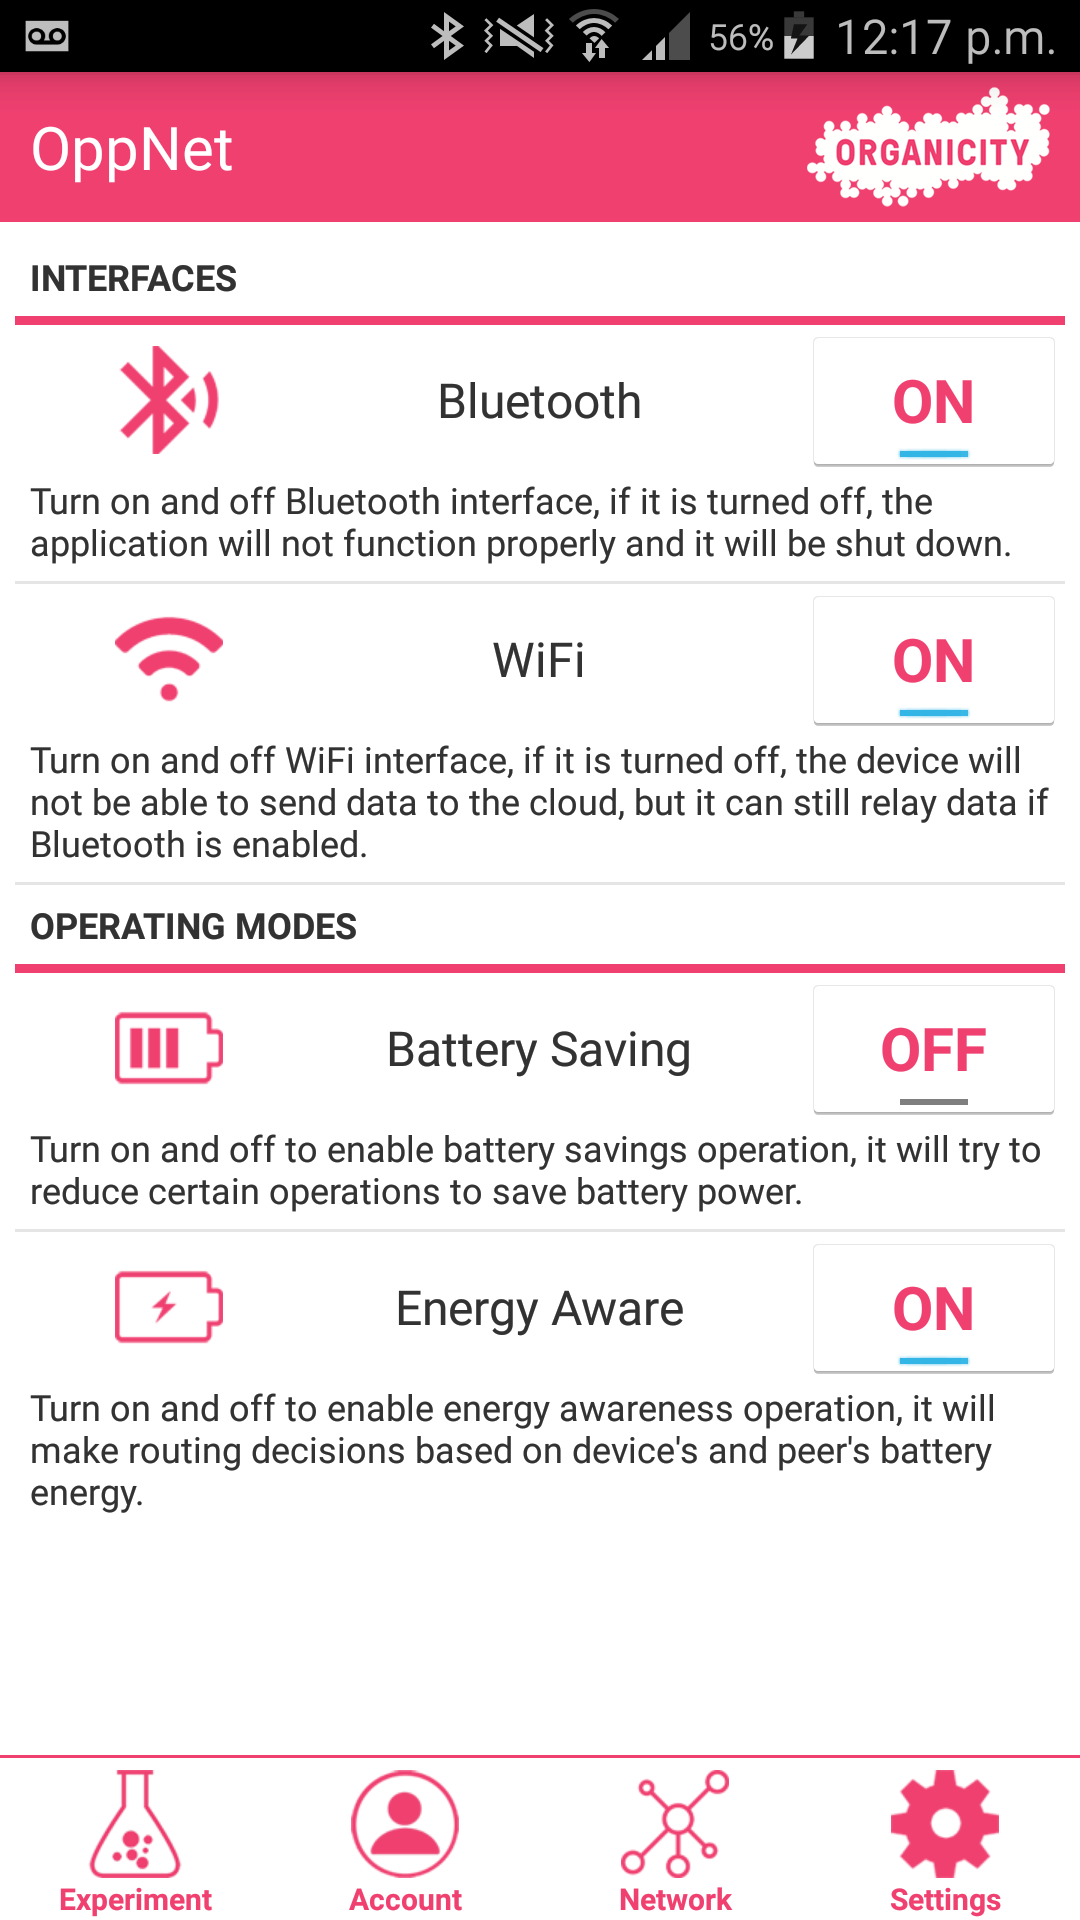 56% 12:17 p.m.
OppNet
ORGANICITY
INTERFACES
Bluetooth
ON
Turn on and off Bluetooth interface, if it is turned off, the
application will not function properly and it will be shut down.
WiFi
ON
Turn on and off WiFi interface, if it is turned off, the device will
not be able to send data to the cloud, but it can still relay data if
Bluetooth is enabled.
OPERATING MODES
Battery Saving
OFF
Turn on and off to enable battery savings operation, it will try to
reduce certain operations to save battery power.
Energy Aware
ON
Turn on and off to enable energy awareness operation, it will
make routing decisions based on device's and peer's battery
energy.
Experiment
Account
Network
Settings